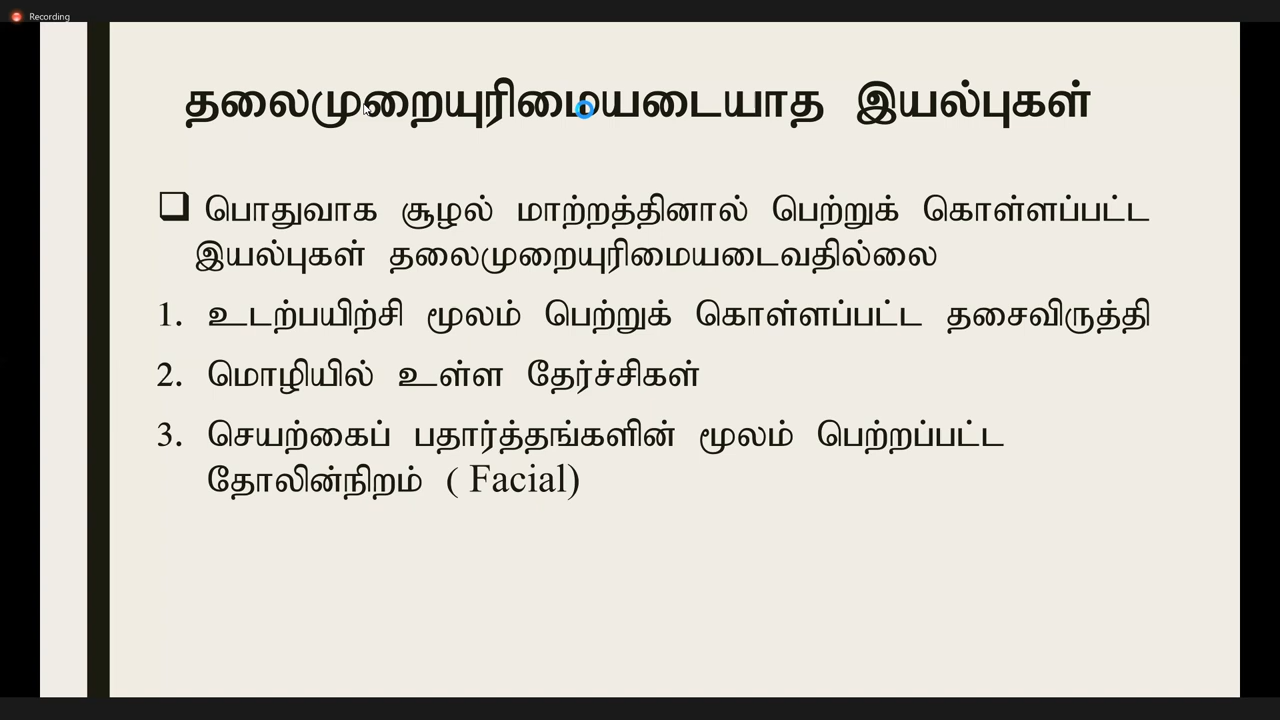 Recording
தலைமுறையுரிமையடையாத இயல்புகள்
❑ பொதுவாக சூழல் மாற்றத்தினால் பெற்றுக் கொள்ளப்பட்ட
இயல்புகள் தலைமுறையுரிமையடைவதில்லை
1. உடற்பயிற்சி மூலம் பெற்றுக் கொள்ளப்பட்ட தசைவிருத்தி
2. மொழியில் உள்ள தேர்ச்சிகள்
3. செயற்கைப் பதார்த்தங்களின் மூலம் பெற்றப்பட்ட
தோலின்நிறம் ( Facial)